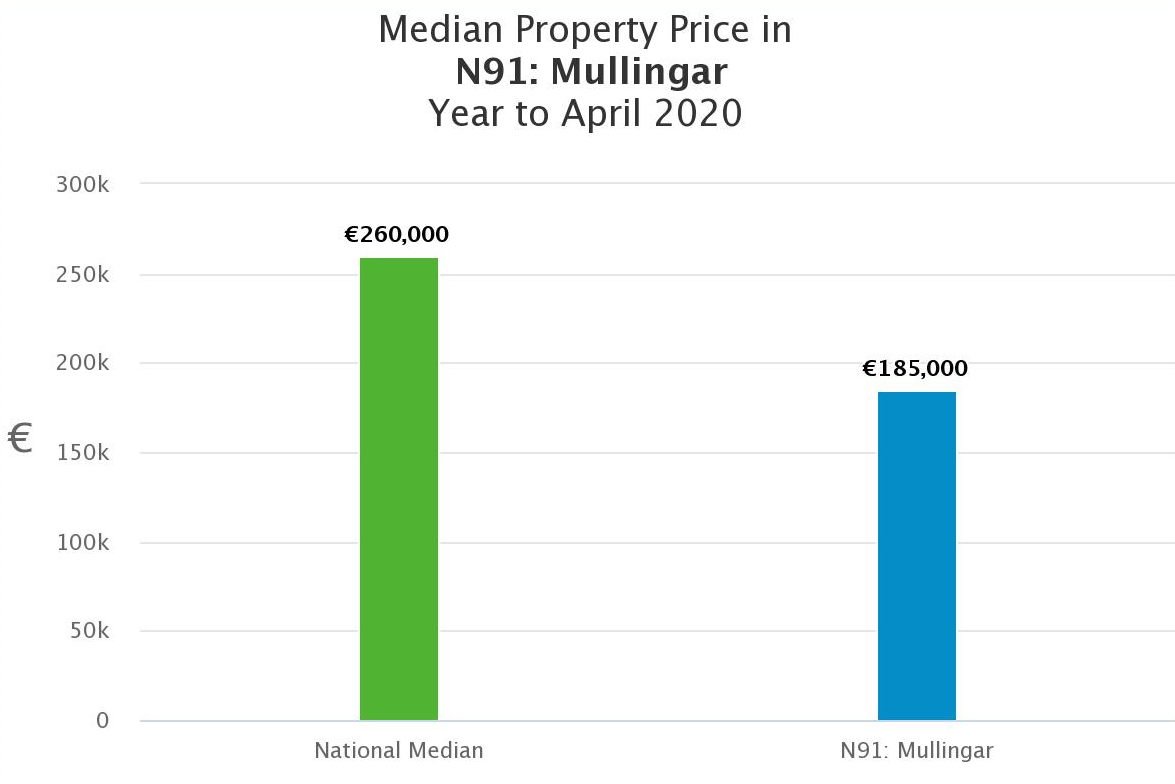 Median Property Price in
N91: Mullingar
Year to April 2020
300k
€260,000
250k
200k
€185,000
€
150k
100k
50k
0
National Median
N91: Mullingar